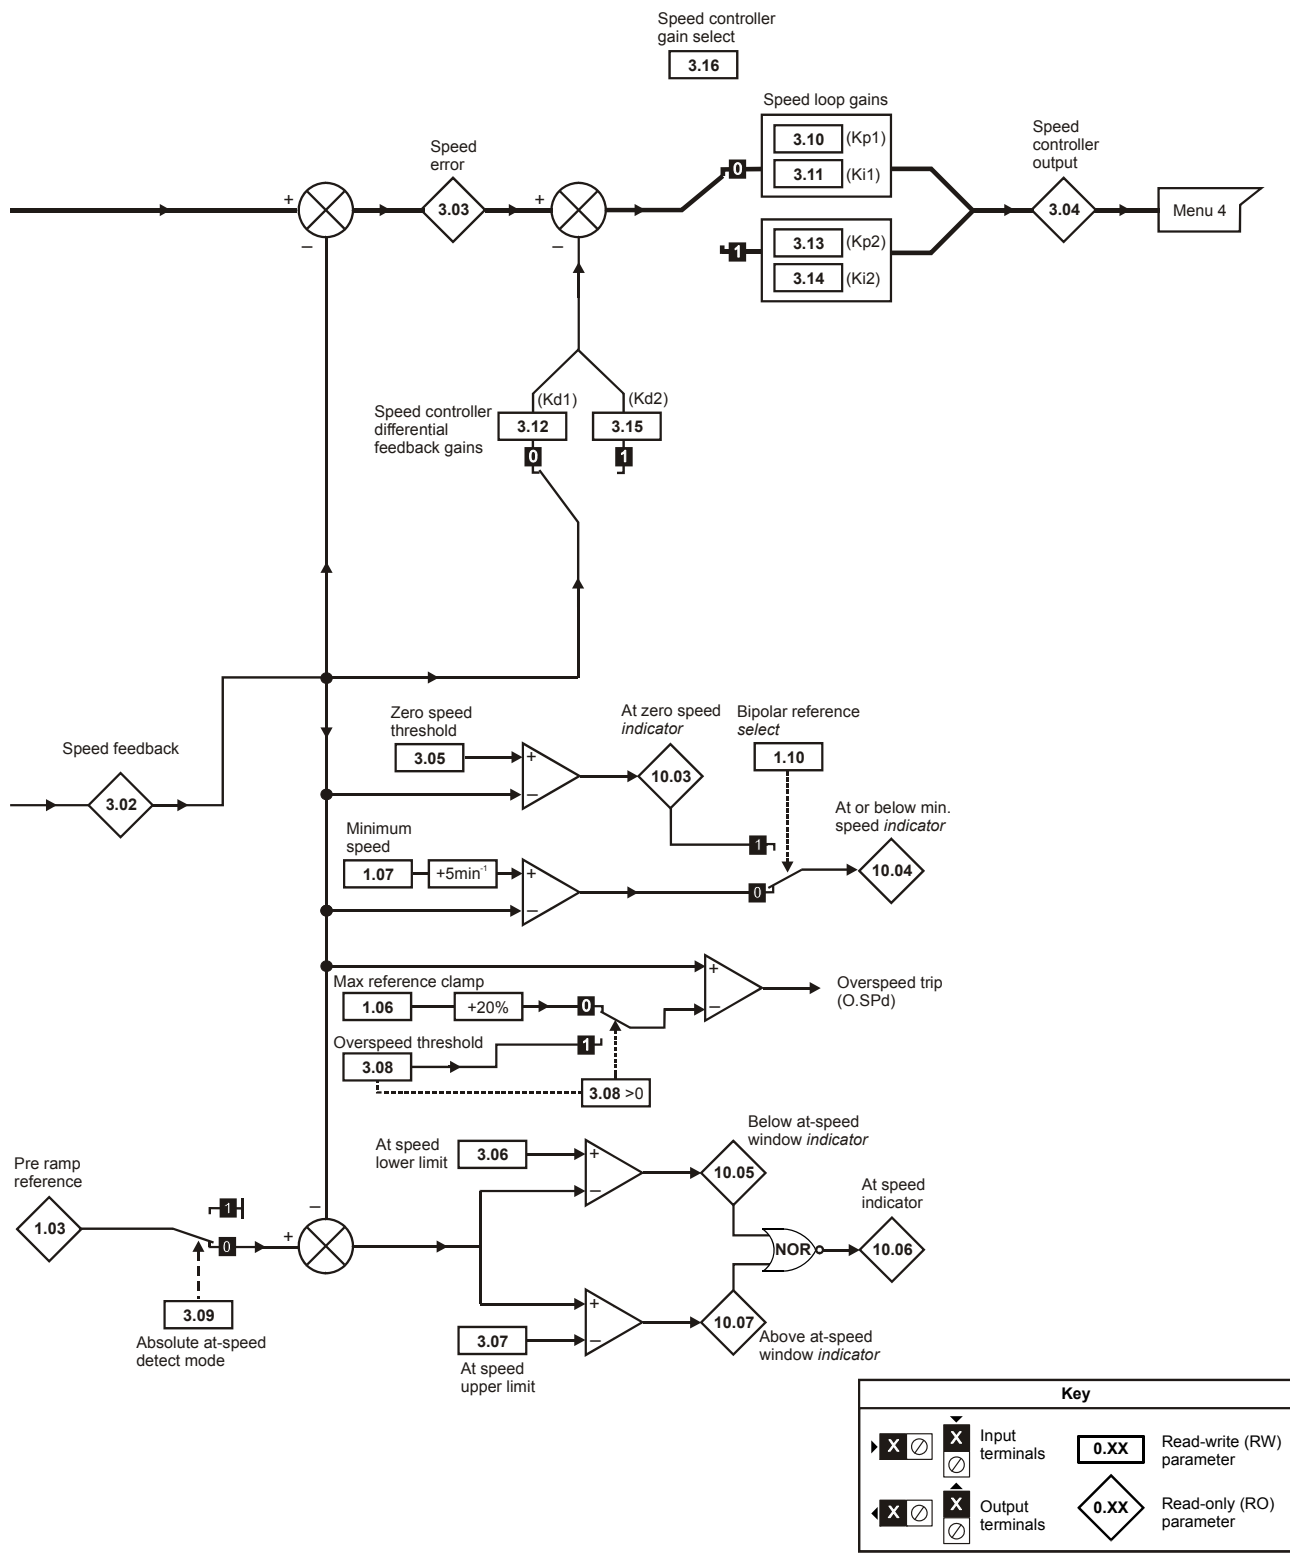 Speed controller
gain select
3.16
Speed loop gains
3.10 (Kp1)
3.11 (Ki1)
0
1
3.13 (Kp2)
3.14 (Ki2)
Speed
error
3.03
+
−
+
−
Speed
controller
output
3.04
Menu 4
Speed controller
differential
feedback gains
(Kd1)
3.12
0
(Kd2)
3.15
1
Speed feedback
3.02
Zero speed
threshold
3.05
+
−
At zero speed
indicator
10.03
Bipolar reference
select
1.10
1
0
At or below min.
speed indicator
10.04
Minimum
speed
1.07
+5min-1
+
−
Max reference clamp
1.06
+20%
0
1
+
−
Overspeed trip
(O.SPd)
Overspeed threshold
3.08
3.08 >0
Pre ramp
reference
1.03
1
0
+
−
3.09
Absolute at-speed
detect mode
At speed
lower limit
3.06
+
−
Below at-speed
window indicator
10.05
At speed
indicator
NOR
10.06
+
−
3.07
At speed
upper limit
10.07
Above at-speed
window indicator
Key
X
X
Input
terminals
0.XX
Read-write (RW)
parameter
X
X
Output
terminals
0.XX
Read-only (RO)
parameter